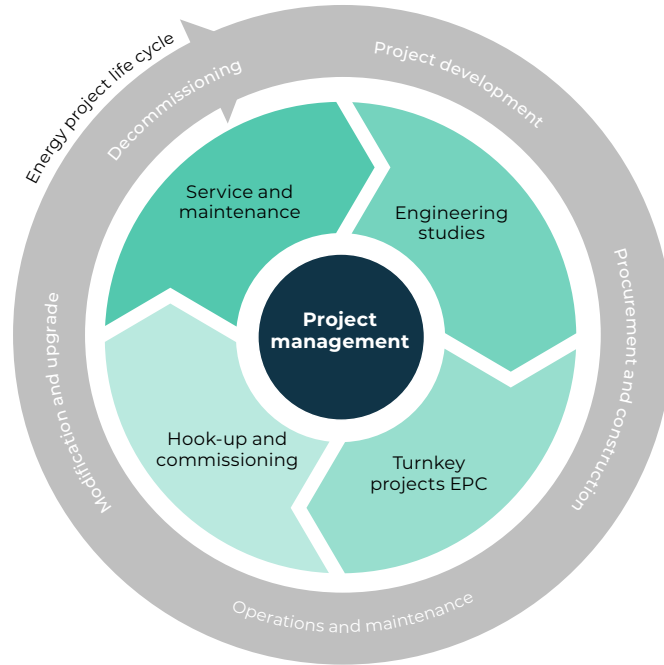 Energy project life cycle
Decommissioning
Project development
Procurement and construction
Operations and maintenance
Modification and upgrade
Service and
maintenance
Engineering
studies
Turnkey
projects EPC
Hook-up and
commissioning
Project
management